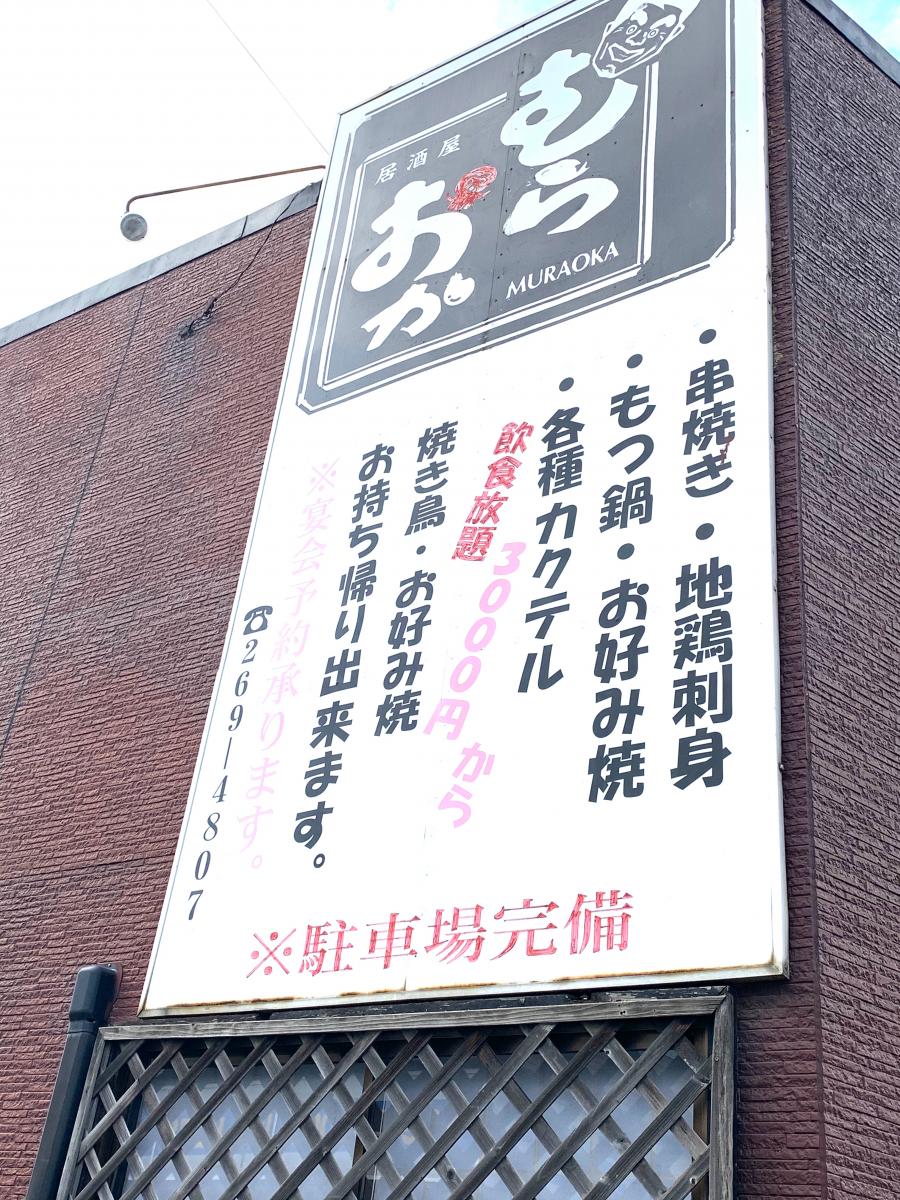 居酒屋
むら
おか
MURAOKA
・串焼き・地鶏刺身
・もつ鍋・お好み焼
・各種カクテル
飲食放題 3000円から
焼き鳥・お好み焼
お持ち帰り出来ます。
※宴会予約承ります。
☎269-4807
※駐車場完備